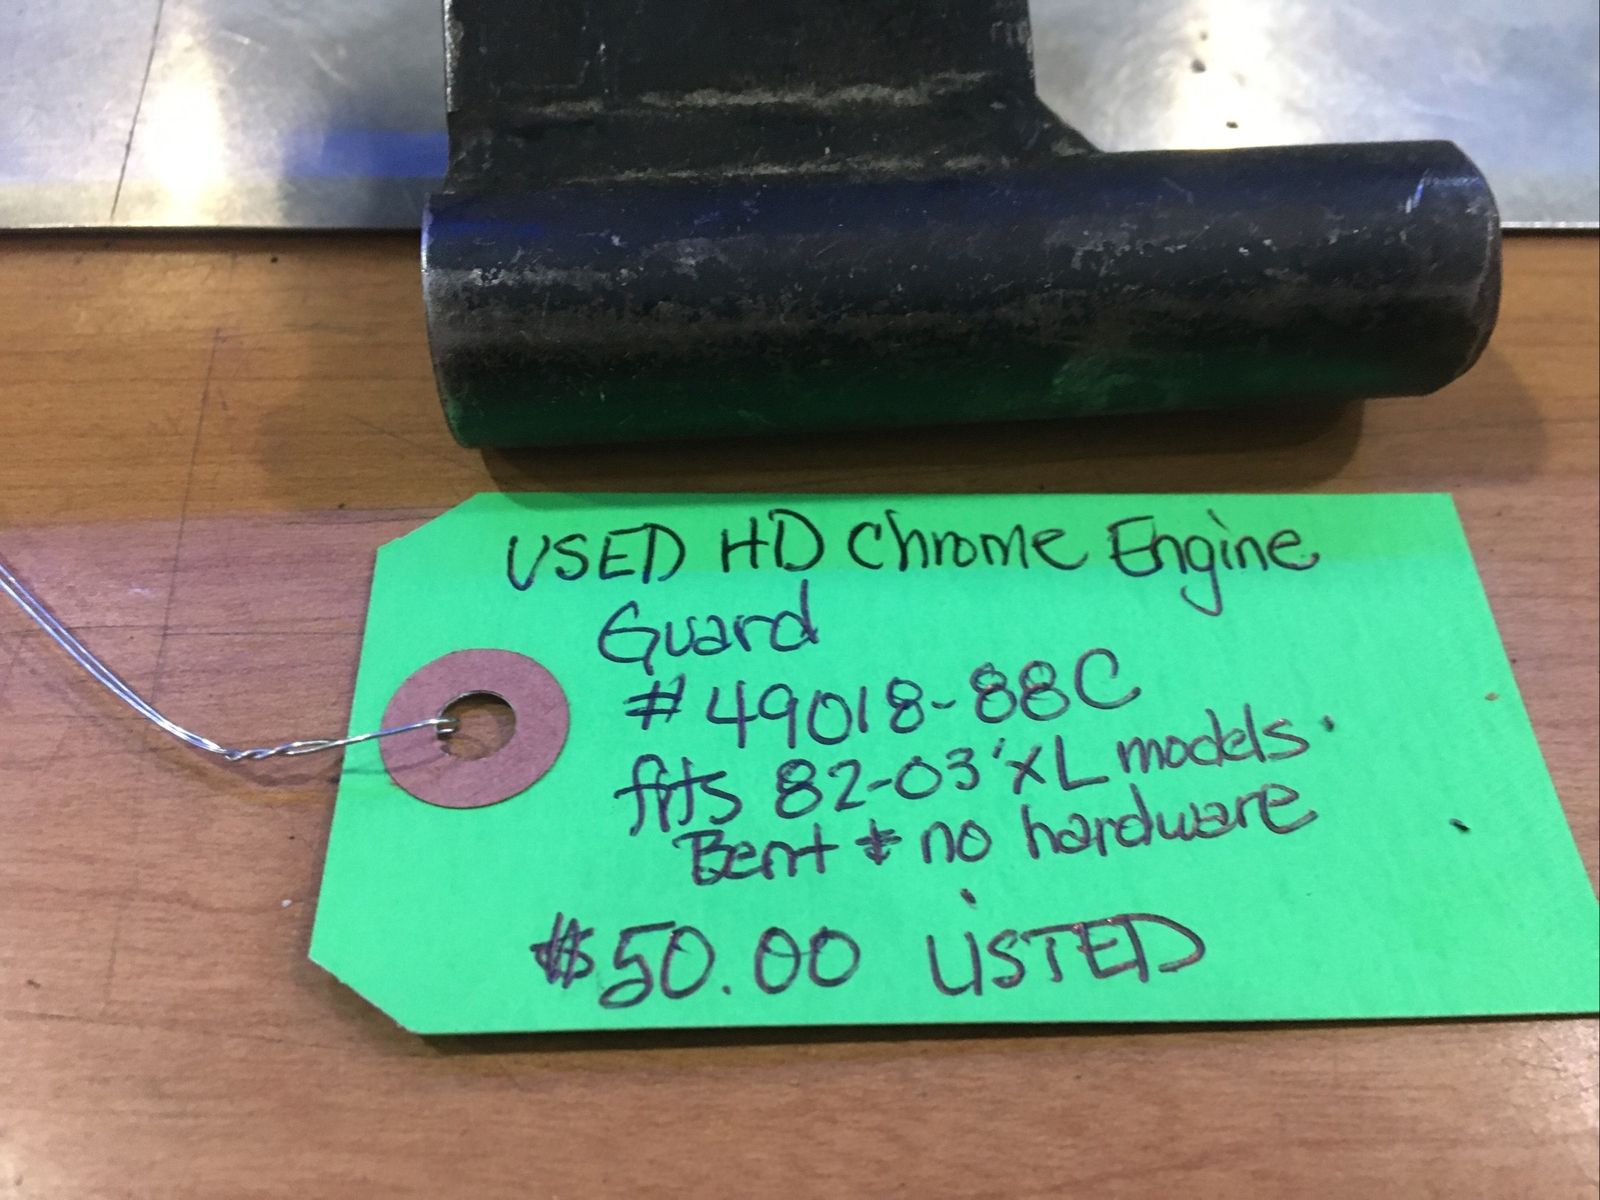 USED HD Chrome Engine
Guard
# 49018-88C
fits 82-03' XL models.
Bent & no hardware
$50.00 LISTED